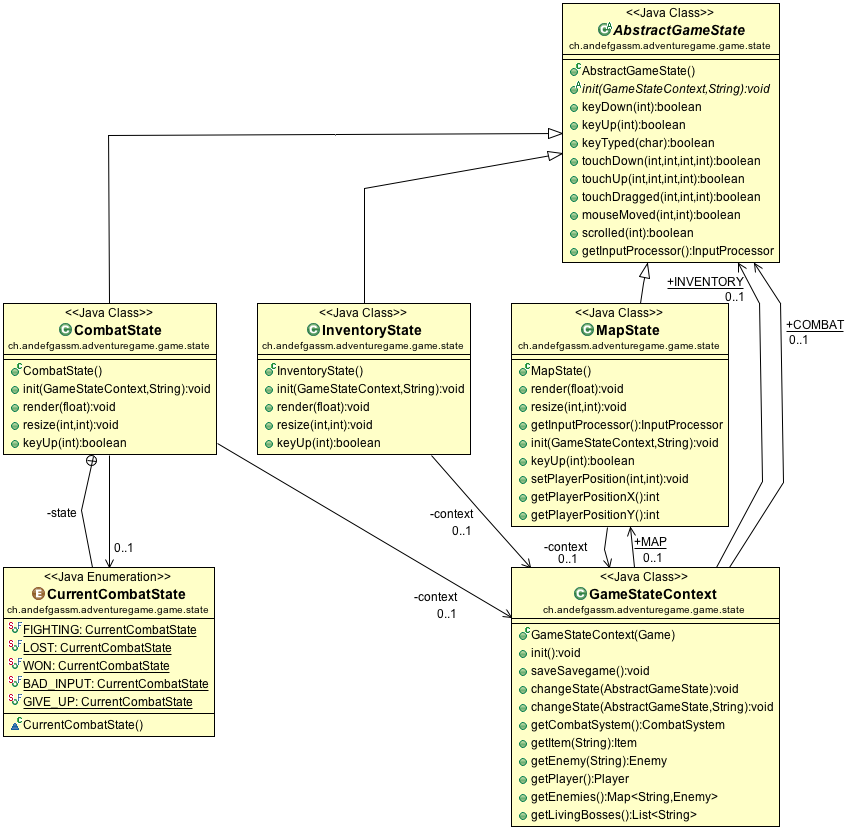 <<Java Class>>
AbstractGameState
ch.andefgassm.adventuregame.game.state
AbstractGameState()
init(GameStateContext,String):void
keyDown(int):boolean
keyUp(int):boolean
keyTyped(char):boolean
touchDown(int,int,int,int):boolean
touchUp(int,int,int,int):boolean
touchDragged(int,int,int):boolean
mouseMoved(int,int):boolean
scrolled(int):boolean
getInputProcessor():InputProcessor
+INVENTORY
0..1
+COMBAT
0..1
<<Java Class>>
CombatState
ch.andefgassm.adventuregame.game.state
CombatState()
init(GameStateContext,String):void
render(float):void
resize(int,int):void
keyUp(int):boolean
<<Java Class>>
InventoryState
ch.andefgassm.adventuregame.game.state
InventoryState()
init(GameStateContext,String):void
render(float):void
resize(int,int):void
keyUp(int):boolean
<<Java Class>>
MapState
ch.andefgassm.adventuregame.game.state
MapState()
render(float):void
resize(int,int):void
getInputProcessor():InputProcessor
init(GameStateContext,String):void
keyUp(int):boolean
setPlayerPosition(int,int):void
getPlayerPositionX():int
getPlayerPositionY():int
-state
0..1
-context
0..1
-context
0..1
+MAP
0..1
-context
0..1
<<Java Enumeration>>
CurrentCombatState
ch.andefgassm.adventuregame.game.state
FIGHTING: CurrentCombatState
LOST: CurrentCombatState
WON: CurrentCombatState
BAD_INPUT: CurrentCombatState
GIVE_UP: CurrentCombatState
CurrentCombatState()
<<Java Class>>
GameStateContext
ch.andefgassm.adventuregame.game.state
GameStateContext(Game)
init():void
saveSavegame():void
changeState(AbstractGameState):void
changeState(AbstractGameState,String):void
getCombatSystem():CombatSystem
getItem(String):Item
getEnemy(String):Enemy
getPlayer():Player
getEnemies():Map<String,Enemy>
getLivingBosses():List<String>